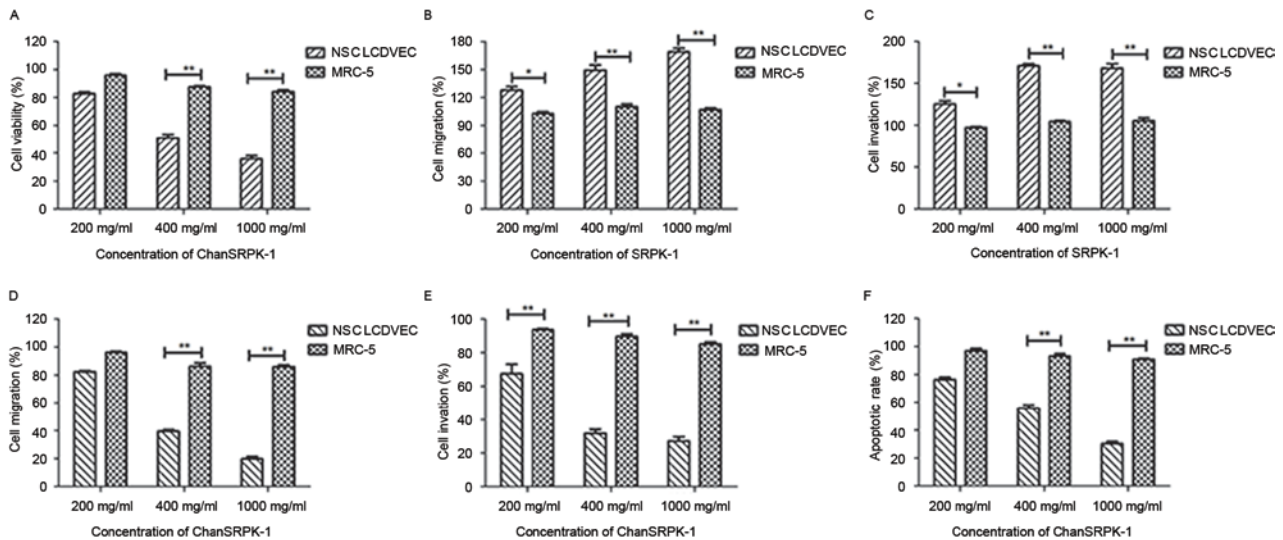 A
120
100
80
60
40
20
0
Cell viability (%)
**
**
NSCLCDVEC
MRC-5
200 mg/ml
400 mg/ml
1000 mg/ml
Concentration of ChanSRPK-1
B
180
150
120
90
60
30
0
Cell migration (%)
*
**
**
NSCLCDVEC
MRC-5
200 mg/ml
400 mg/ml
1000 mg/ml
Concentration of SRPK-1
C
200
150
100
50
0
Cell invation (%)
*
**
**
NSCLCDVEC
MRC-5
200 mg/ml
400 mg/ml
1000 mg/ml
Concentration of SRPK-1
D
120
100
80
60
40
20
0
Cell migration (%)
**
**
NSCLCDVEC
MRC-5
200 mg/ml
400 mg/ml
1000 mg/ml
Concentration of ChanSRPK-1
E
100
80
60
40
20
0
Cell invation (%)
**
**
**
NSCLCDVEC
MRC-5
200 mg/ml
400 mg/ml
1000 mg/ml
Concentration of ChanSRPK-1
F
120
100
80
60
40
20
0
Apoptotic rate (%)
**
**
NSCLCDVEC
MRC-5
200 mg/ml
400 mg/ml
1000 mg/ml
Concentration of ChanSRPK-1